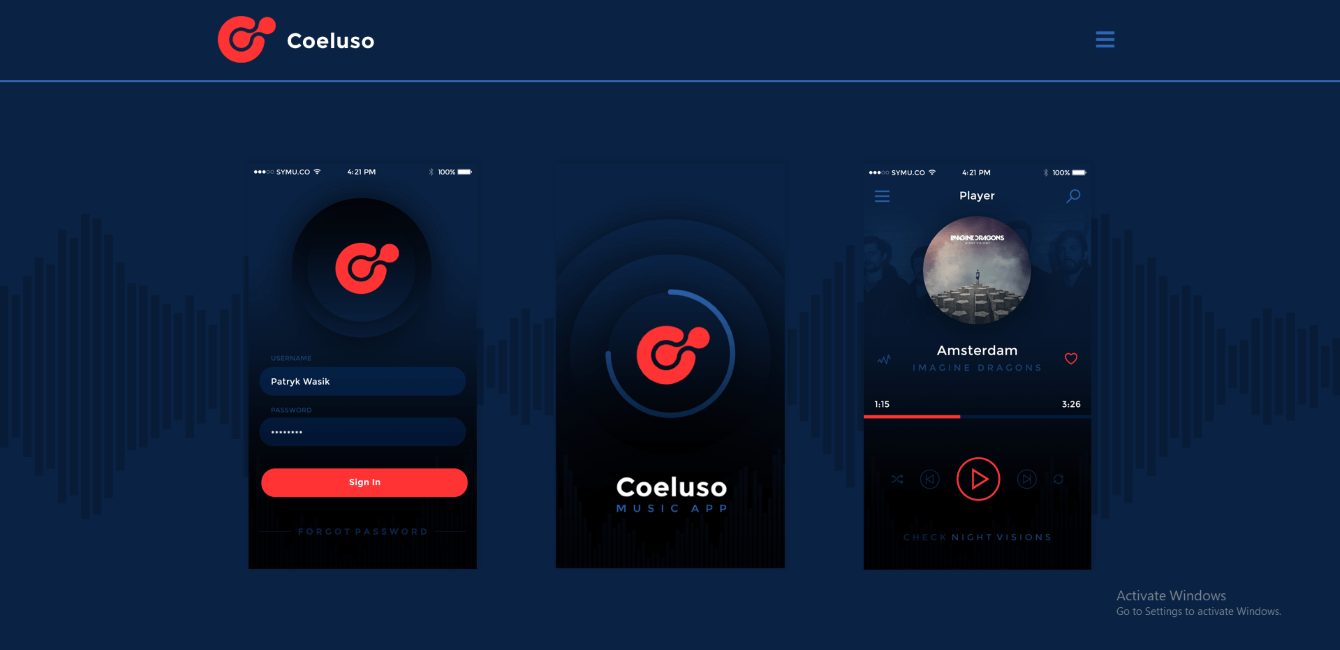 Coeluso
SYMU.CO 4:21 PM 100%
USERNAME
Patryk Wasik
PASSWORD
********
Sign In
FORGOT PASSWORD
Coeluso
MUSIC APP
SYMU.CO 4:21 PM 100%
Player
IMAGINE DRAGONS
Amsterdam
IMAGINE DRAGONS
1:15 3:26
CHECK NIGHT VISIONS
Activate Windows
Go to Settings to activate Windows.